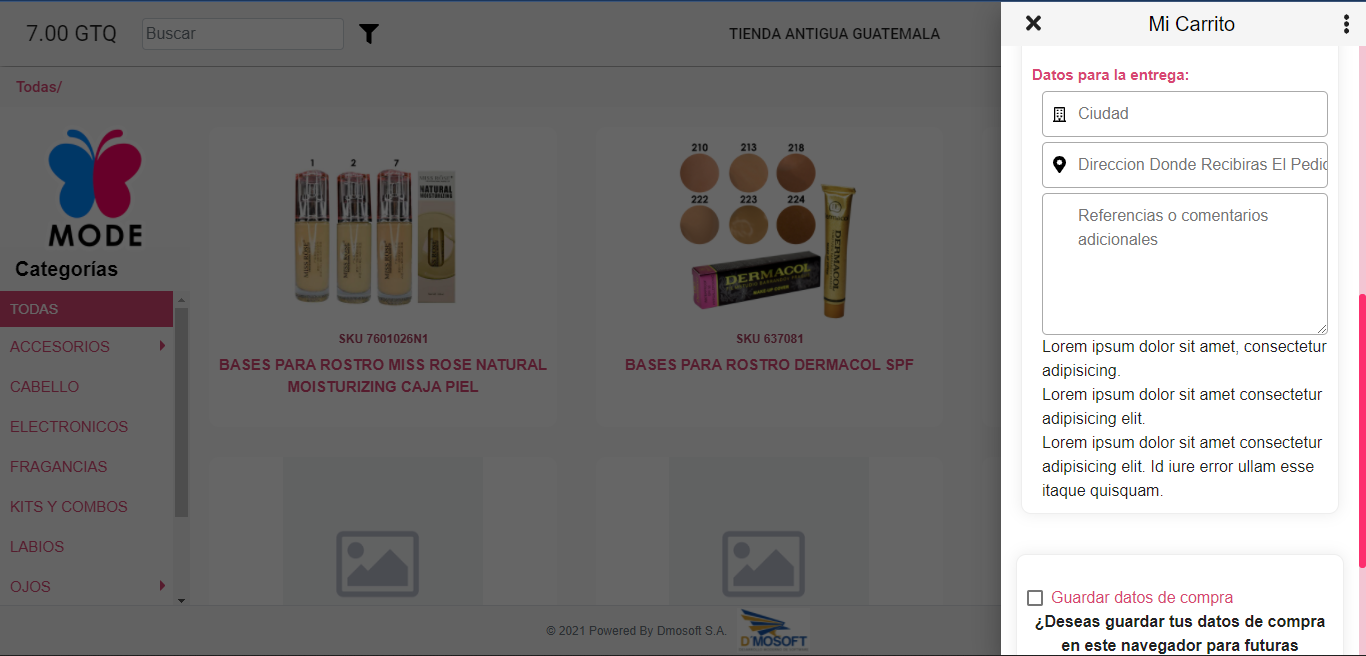 7.00 GTQ
Buscar
TIENDA ANTIGUA GUATEMALA
Todas/
MODE
Categorías
TODAS
ACCESORIOS
CABELLO
ELECTRONICOS
FRAGANCIAS
KITS Y COMBOS
LABIOS
OJOS
1 2 7
NATURAL
SKU 7601026N1
BASES PARA ROSTRO MISS ROSE NATURAL
MOISTURIZING CAJA PIEL
210 213 218
222 223 224
DERMACOL
DERMACOL
SKU 637081
BASES PARA ROSTRO DERMACOL SPF
© 2021 Powered By Dmosoft S.A.
D'MOSOFT
Mi Carrito
Datos para la entrega:
Ciudad
Direccion Donde Recibiras El Pedic
Referencias o comentarios
adicionales
Lorem ipsum dolor sit amet, consectetur
adipisicing.
Lorem ipsum dolor sit amet consectetur
adipisicing elit.
Lorem ipsum dolor sit amet consectetur
adipisicing elit. Id iure error ullam esse
itaque quisquam.
Guardar datos de compra
¿Deseas guardar tus datos de compra
en este navegador para futuras